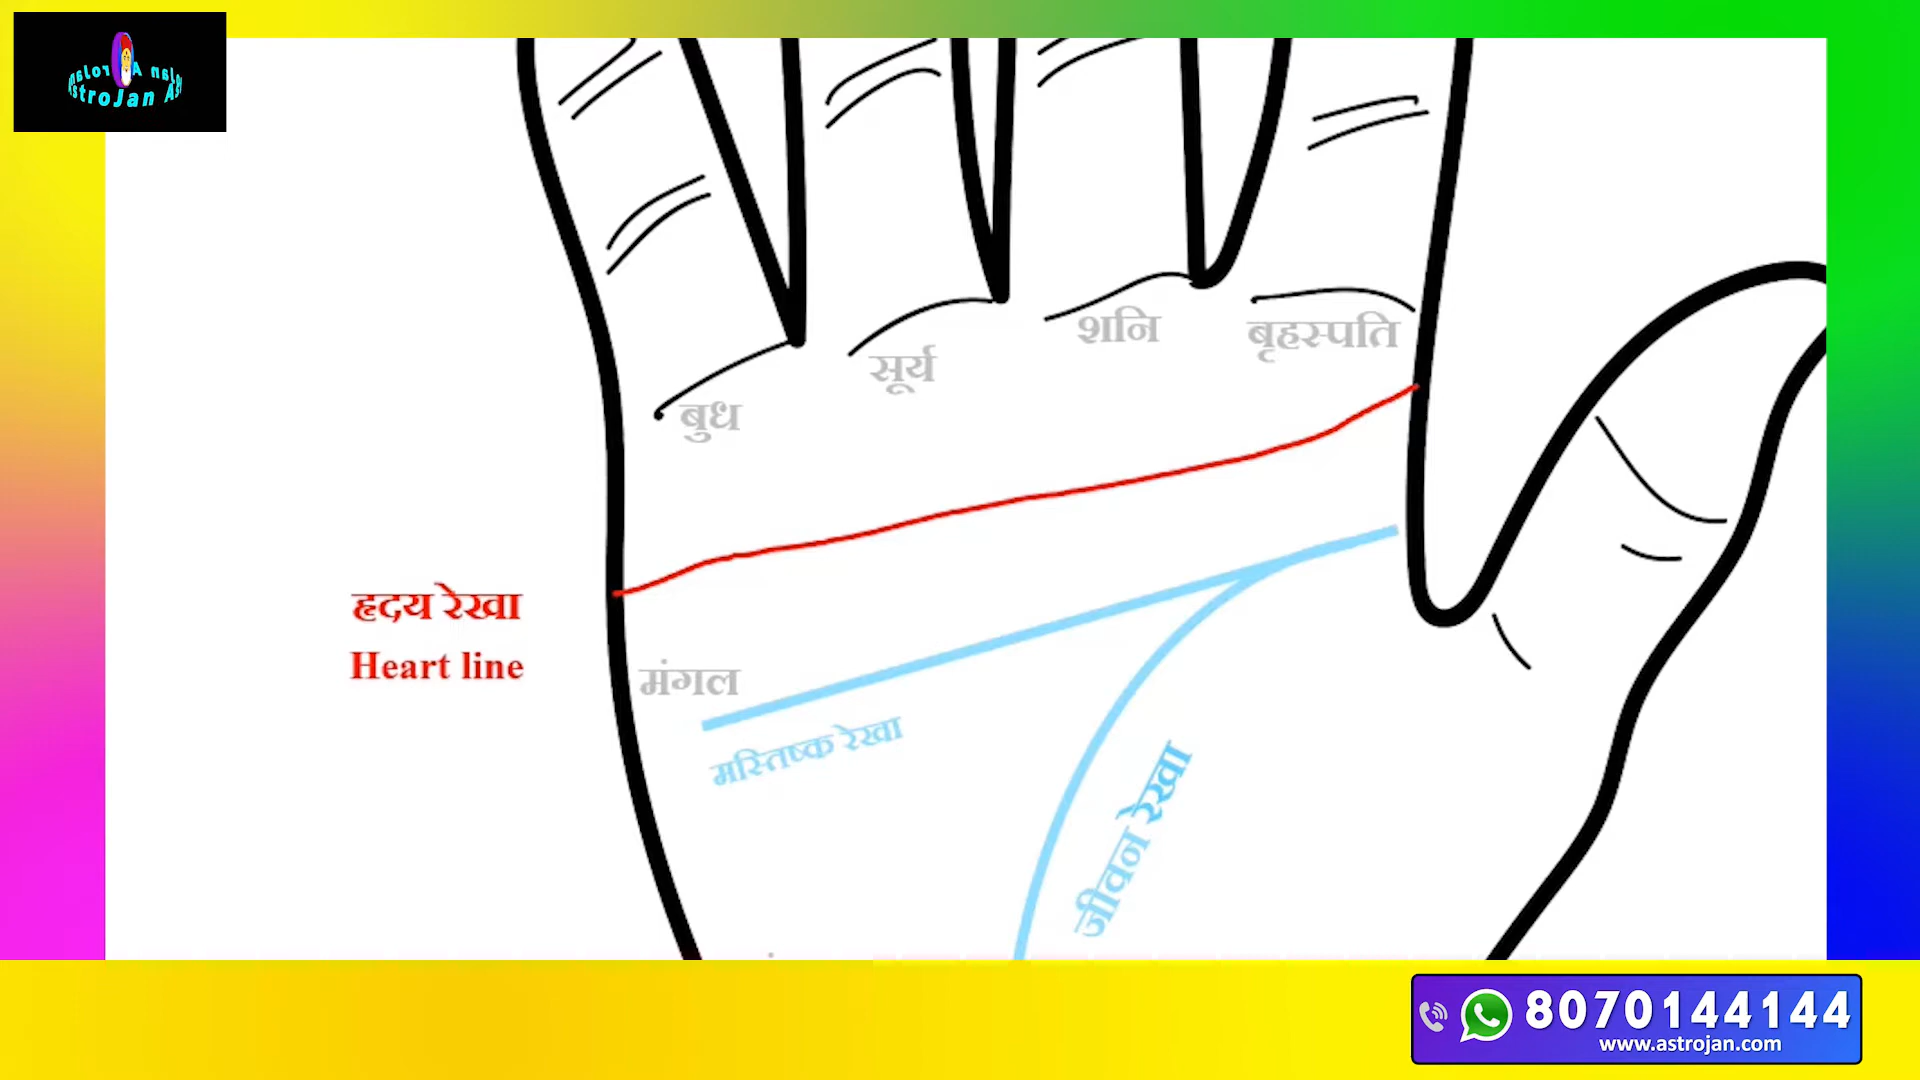 AstroJan
शनि
बृहस्पति
सूर्य
बुध
हृदय रेखा
Heart line
मंगल
मस्तिष्क रेखा
जीवन रेखा
8070144144
www.astrojan.com